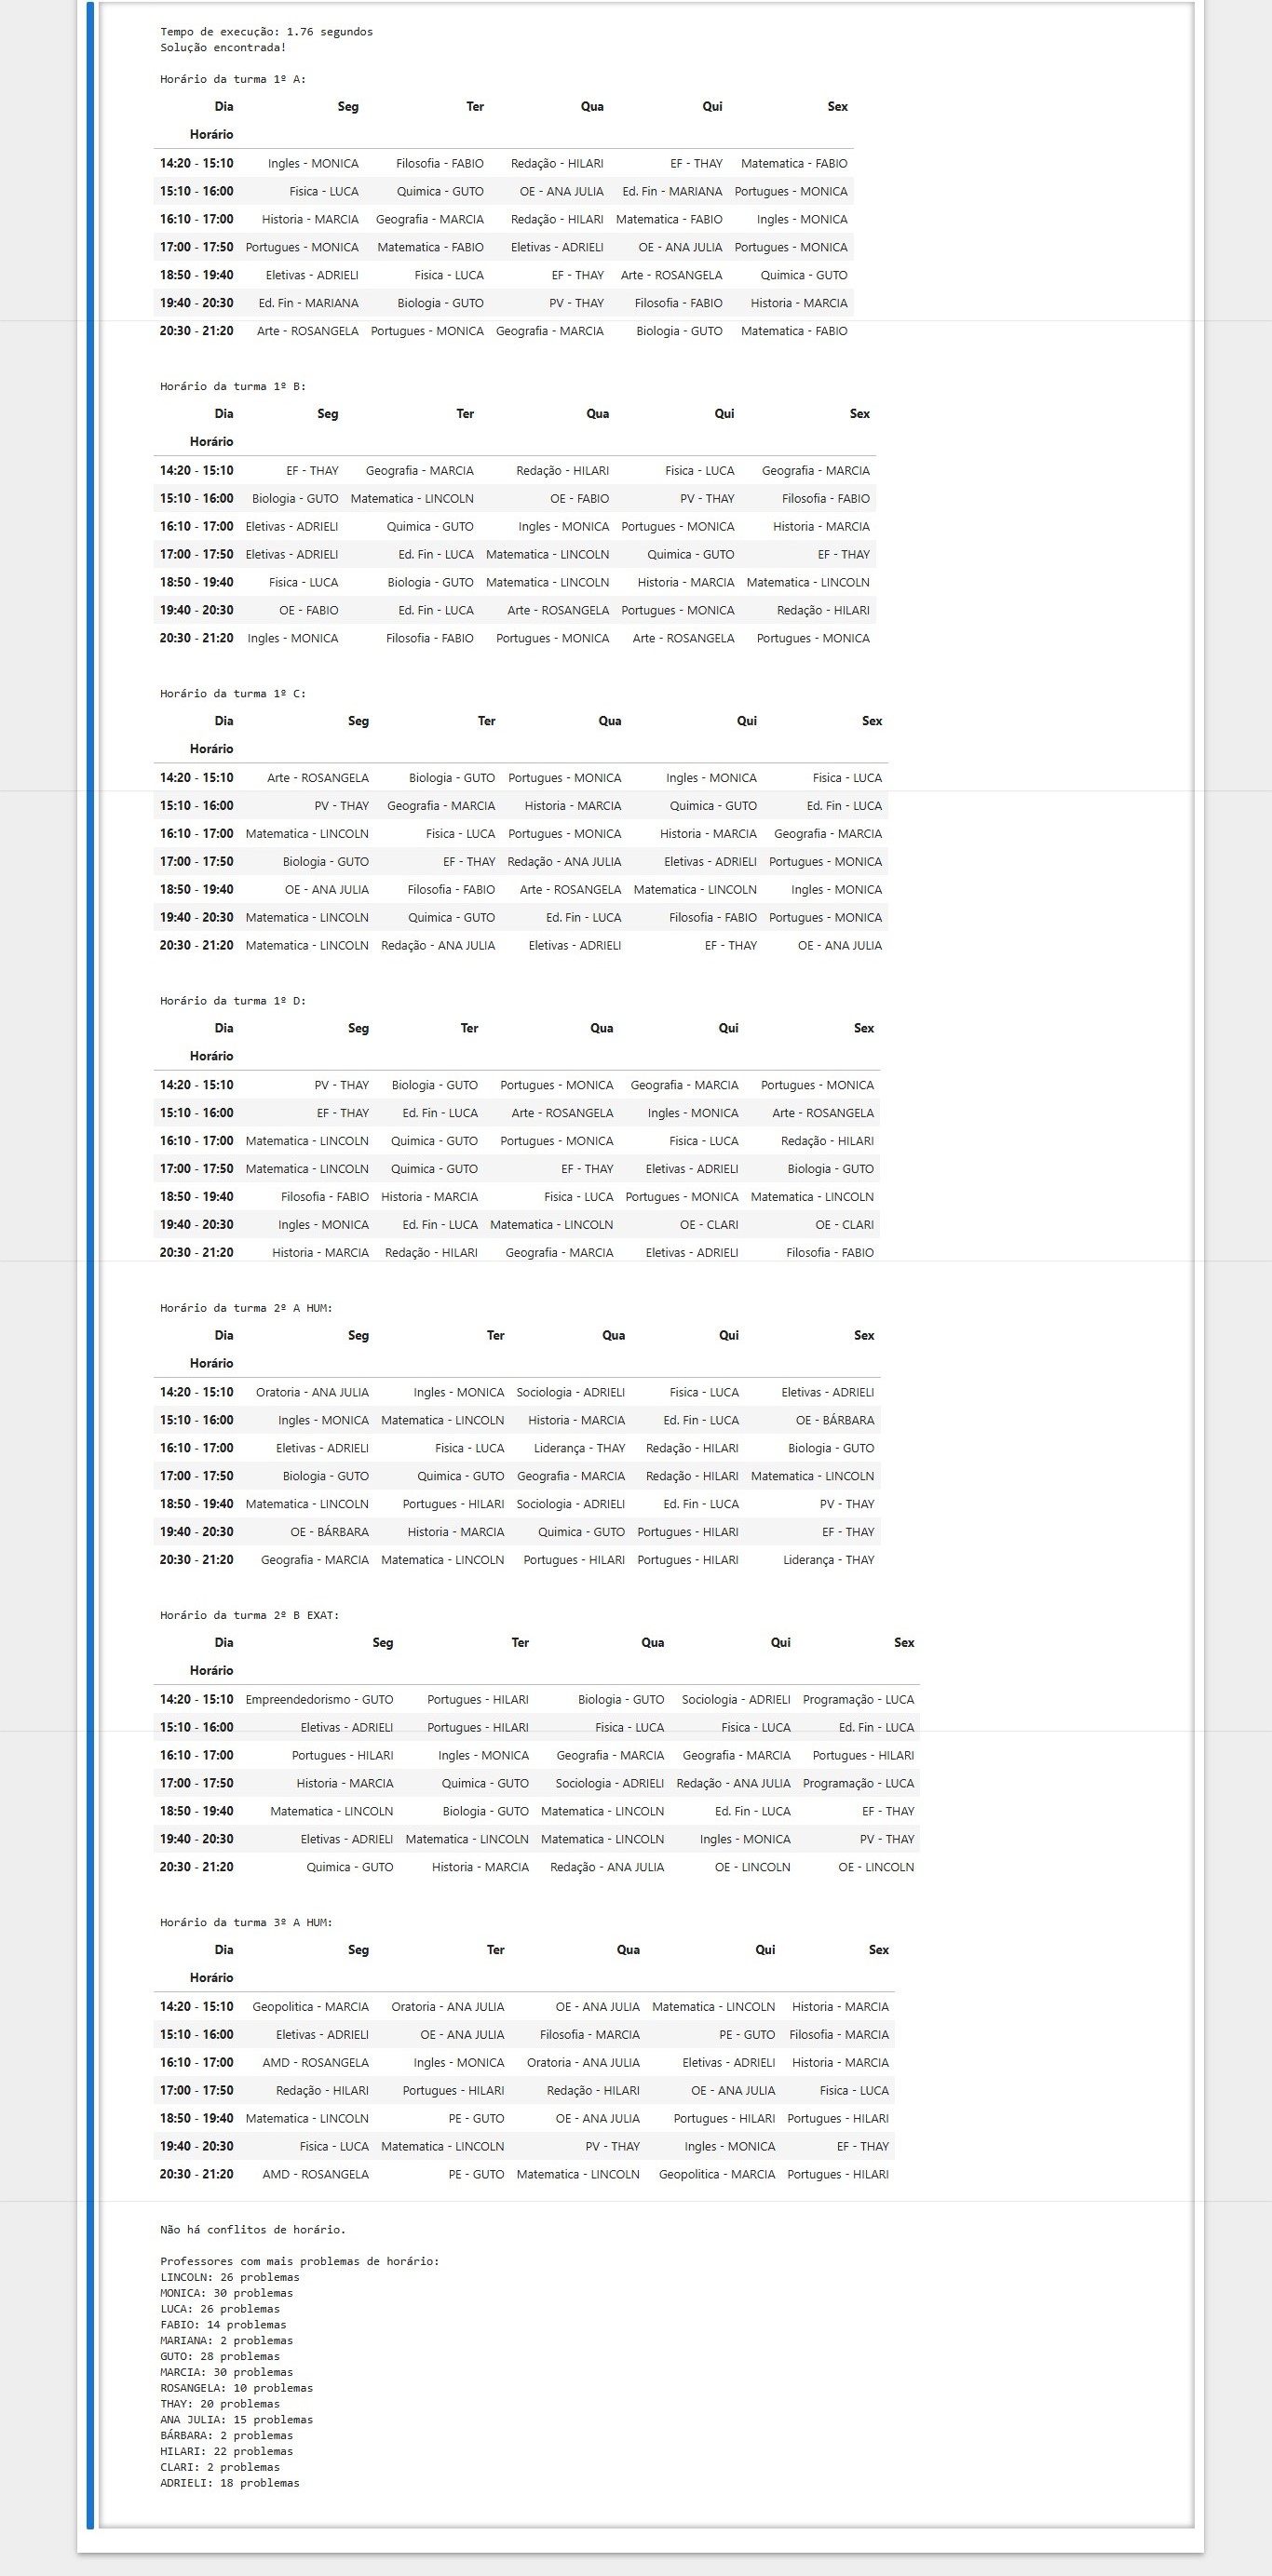 Tempo de execução: 1.76 segundos
Solução encontrada!
Horário da turma 1º A:
Dia Seg Ter Qua Qui Sex
Horário
14:20 - 15:10 Ingles - MONICA Filosofia - FABIO Redação - HILARI EF - THAY Matematica - FABIO
15:10 - 16:00 Fisica - LUCA Quimica - GUTO OE - ANA JULIA Ed. Fin - MARIANA Portugues - MONICA
16:10 - 17:00 Historia - MARCIA Geografia - MARCIA Redação - HILARI Matematica - FABIO Ingles - MONICA
17:00 - 17:50 Portugues - MONICA Matematica - FABIO Eletivas - ADRIELI OE - ANA JULIA Portugues - MONICA
18:50 - 19:40 Eletivas - ADRIELI Fisica - LUCA EF - THAY Arte - ROSANGELA Quimica - GUTO
19:40 - 20:30 Ed. Fin - MARIANA Biologia - GUTO PV - THAY Filosofia - FABIO Historia - MARCIA
20:30 - 21:20 Arte - ROSANGELA Portugues - MONICA Geografia - MARCIA Biologia - GUTO Matematica - FABIO
Horário da turma 1º B:
Dia Seg Ter Qua Qui Sex
Horário
14:20 - 15:10 EF - THAY Geografia - MARCIA Redação - HILARI Fisica - LUCA Geografia - MARCIA
15:10 - 16:00 Biologia - GUTO Matematica - LINCOLN OE - FABIO PV - THAY Filosofia - FABIO
16:10 - 17:00 Eletivas - ADRIELI Quimica - GUTO Ingles - MONICA Portugues - MONICA Historia - MARCIA
17:00 - 17:50 Eletivas - ADRIELI Ed. Fin - LUCA Matematica - LINCOLN Quimica - GUTO EF - THAY
18:50 - 19:40 Fisica - LUCA Biologia - GUTO Matematica - LINCOLN Historia - MARCIA Matematica - LINCOLN
19:40 - 20:30 OE - FABIO Ed. Fin - LUCA Arte - ROSANGELA Portugues - MONICA Redação - HILARI
20:30 - 21:20 Ingles - MONICA Filosofia - FABIO Portugues - MONICA Arte - ROSANGELA Portugues - MONICA
Horário da turma 1º C:
Dia Seg Ter Qua Qui Sex
Horário
14:20 - 15:10 Arte - ROSANGELA Biologia - GUTO Portugues - MONICA Ingles - MONICA Fisica - LUCA
15:10 - 16:00 PV - THAY Geografia - MARCIA Historia - MARCIA Quimica - GUTO Ed. Fin - LUCA
16:10 - 17:00 Matematica - LINCOLN Fisica - LUCA Portugues - MONICA Historia - MARCIA Geografia - MARCIA
17:00 - 17:50 Biologia - GUTO EF - THAY Redação - ANA JULIA Eletivas - ADRIELI Portugues - MONICA
18:50 - 19:40 OE - ANA JULIA Filosofia - FABIO Arte - ROSANGELA Matematica - LINCOLN Ingles - MONICA
19:40 - 20:30 Matematica - LINCOLN Quimica - GUTO Ed. Fin - LUCA Filosofia - FABIO Portugues - MONICA
20:30 - 21:20 Matematica - LINCOLN Redação - ANA JULIA Eletivas - ADRIELI EF - THAY OE - ANA JULIA
Horário da turma 1º D:
Dia Seg Ter Qua Qui Sex
Horário
14:20 - 15:10 PV - THAY Biologia - GUTO Portugues - MONICA Geografia - MARCIA Portugues - MONICA
15:10 - 16:00 EF - THAY Ed. Fin - LUCA Arte - ROSANGELA Ingles - MONICA Arte - ROSANGELA
16:10 - 17:00 Matematica - LINCOLN Quimica - GUTO Portugues - MONICA Fisica - LUCA Redação - HILARI
17:00 - 17:50 Matematica - LINCOLN Quimica - GUTO EF - THAY Eletivas - ADRIELI Biologia - GUTO
18:50 - 19:40 Filosofia - FABIO Historia - MARCIA Fisica - LUCA Portugues - MONICA Matematica - LINCOLN
19:40 - 20:30 Ingles - MONICA Ed. Fin - LUCA Matematica - LINCOLN OE - CLARI OE - CLARI
20:30 - 21:20 Historia - MARCIA Redação - HILARI Geografia - MARCIA Eletivas - ADRIELI Filosofia - FABIO
Horário da turma 2º A HUM:
Dia Seg Ter Qua Qui Sex
Horário
14:20 - 15:10 Oratoria - ANA JULIA Ingles - MONICA Sociologia - ADRIELI Fisica - LUCA Eletivas - ADRIELI
15:10 - 16:00 Ingles - MONICA Matematica - LINCOLN Historia - MARCIA Ed. Fin - LUCA OE - BÁRBARA
16:10 - 17:00 Eletivas - ADRIELI Fisica - LUCA Liderança - THAY Redação - HILARI Biologia - GUTO
17:00 - 17:50 Biologia - GUTO Quimica - GUTO Geografia - MARCIA Redação - HILARI Matematica - LINCOLN
18:50 - 19:40 Matematica - LINCOLN Portugues - HILARI Sociologia - ADRIELI Ed. Fin - LUCA PV - THAY
19:40 - 20:30 OE - BÁRBARA Historia - MARCIA Quimica - GUTO Portugues - HILARI EF - THAY
20:30 - 21:20 Geografia - MARCIA Matematica - LINCOLN Portugues - HILARI Portugues - HILARI Liderança - THAY
Horário da turma 2º B EXAT:
Dia Seg Ter Qua Qui Sex
Horário
14:20 - 15:10 Empreendedorismo - GUTO Portugues - HILARI Biologia - GUTO Sociologia - ADRIELI Programação - LUCA
15:10 - 16:00 Eletivas - ADRIELI Portugues - HILARI Fisica - LUCA Fisica - LUCA Ed. Fin - LUCA
16:10 - 17:00 Portugues - HILARI Ingles - MONICA Geografia - MARCIA Geografia - MARCIA Portugues - HILARI
17:00 - 17:50 Historia - MARCIA Quimica - GUTO Sociologia - ADRIELI Redação - ANA JULIA Programação - LUCA
18:50 - 19:40 Matematica - LINCOLN Biologia - GUTO Matematica - LINCOLN Ed. Fin - LUCA EF - THAY
19:40 - 20:30 Eletivas - ADRIELI Matematica - LINCOLN Matematica - LINCOLN Ingles - MONICA PV - THAY
20:30 - 21:20 Quimica - GUTO Historia - MARCIA Redação - ANA JULIA OE - LINCOLN OE - LINCOLN
Horário da turma 3º A HUM:
Dia Seg Ter Qua Qui Sex
Horário
14:20 - 15:10 Geopolitica - MARCIA Oratoria - ANA JULIA OE - ANA JULIA Matematica - LINCOLN Historia - MARCIA
15:10 - 16:00 Eletivas - ADRIELI OE - ANA JULIA Filosofia - MARCIA PE - GUTO Filosofia - MARCIA
16:10 - 17:00 AMD - ROSANGELA Ingles - MONICA Oratoria - ANA JULIA Eletivas - ADRIELI Historia - MARCIA
17:00 - 17:50 Redação - HILARI Portugues - HILARI Redação - HILARI OE - ANA JULIA Fisica - LUCA
18:50 - 19:40 Matematica - LINCOLN PE - GUTO OE - ANA JULIA Portugues - HILARI Portugues - HILARI
19:40 - 20:30 Fisica - LUCA Matematica - LINCOLN PV - THAY Ingles - MONICA EF - THAY
20:30 - 21:20 AMD - ROSANGELA PE - GUTO Matematica - LINCOLN Geopolitica - MARCIA Portugues - HILARI
Não há conflitos de horário.
Professores com mais problemas de horário:
LINCOLN: 26 problemas
MONICA: 30 problemas
LUCA: 26 problemas
FABIO: 14 problemas
MARIANA: 2 problemas
GUTO: 28 problemas
MARCIA: 30 problemas
ROSANGELA: 10 problemas
THAY: 20 problemas
ANA JULIA: 15 problemas
BÁRBARA: 2 problemas
HILARI: 22 problemas
CLARI: 2 problemas
ADRIELI: 18 problemas